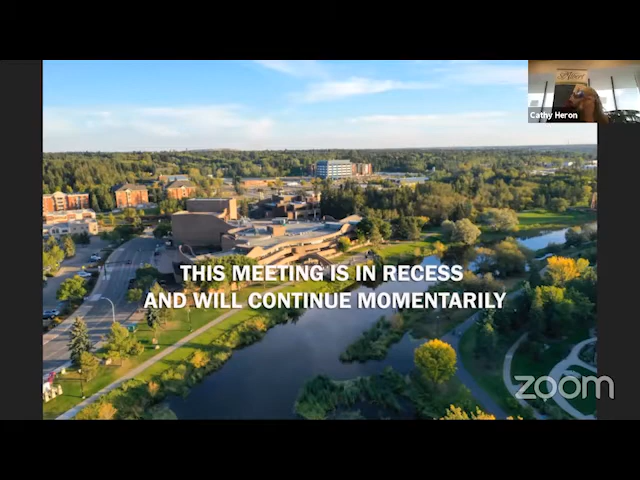 Cathy Heron
THIS MEETING IS IN RECESS
AND WILL CONTINUE MOMENTARILY
zoom